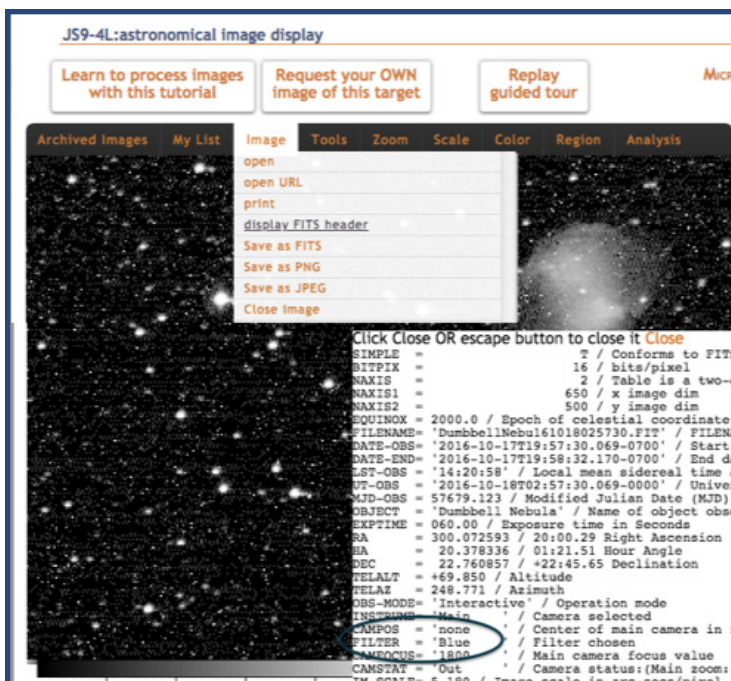 JS9-4L:astronomical image display
Learn to process images
with this tutorial
Request your OWN
image of this target
Replay
guided tour
Archived Images My List Image Tools Zoom Scale Color Region Analysis
open
open URL
print
display FITS header
Save as FITS
Save as PNG
Save as JPEG
Close image
Click Close OR escape button to close it Close
SIMPLE = T / Conforms to FIT
BITPIX = 16 / bits/pixel
NAXIS = 2 / Table is a two-
NAXIS1 = 650 / x image dim
NAXIS2 = 500 / y image dim
EQUINOX = 2000.0 / Epoch of celestial coordinate
FILENAME= 'DumbbellNebul61018025730.FIT' / FILEN
DATE-OBS= '2016-10-17T19:57:30.069-0700' / Start
DATE-END= '2016-10-17T19:58:32.170-0700' / End d
LST-OBS = '14:20:58' / Local mean sidereal time
UT-OBS = '2016-10-18T02:57:30.069-0000' / Unive
MJD-OBS = 57679.123 / Modified Julian Date (MJD)
OBJECT = 'Dumbbell Nebula' / Name of object obs
EXPTIME = 060.00 / Exposure time in Seconds
RA = 300.072593 / 20:00.29 Right Ascension
HA = 20.378336 / 01:21.51 Hour Angle
DEC = 22.760857 / +22:45.65 Declination
TELALT = +69.850 / Altitude
TELAZ = 248.771 / Azimuth
OBS-MODE= 'Interactive' / Operation mode
INSTRUME= 'Main ' / Camera selected
CAMPOS = 'none ' / Center of main camera in
FILTER = 'Blue ' / Filter chosen
CAMFOCUS= '1800 ' / Main camera focus value
CAMSTAT = 'Out ' / Camera status:(Main zoom: